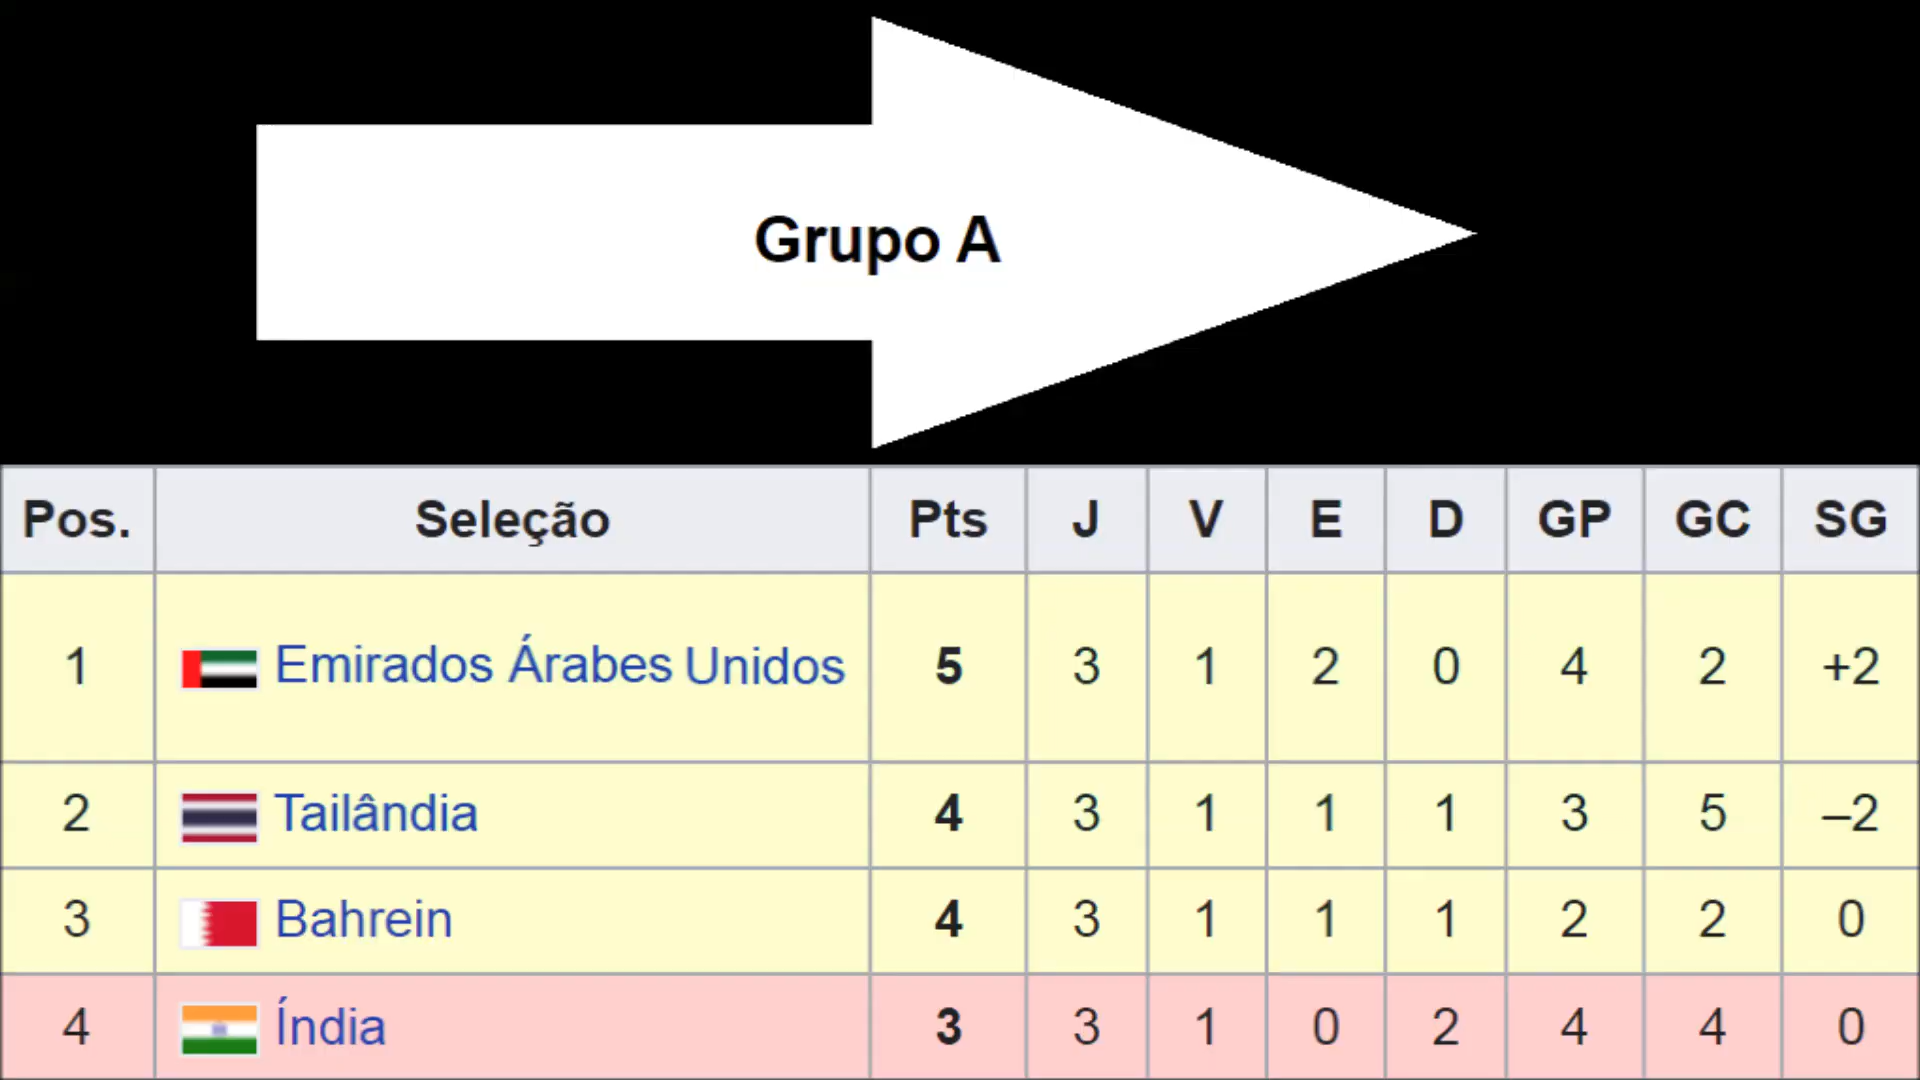 Grupo A
Pos. Seleção Pts J V E D GP GC SG
1 Emirados Árabes Unidos 5 3 1 2 0 4 2 +2
2 Tailândia 4 3 1 1 1 3 5 –2
3 Bahrein 4 3 1 1 1 2 2 0
4 Índia 3 3 1 0 2 4 4 0